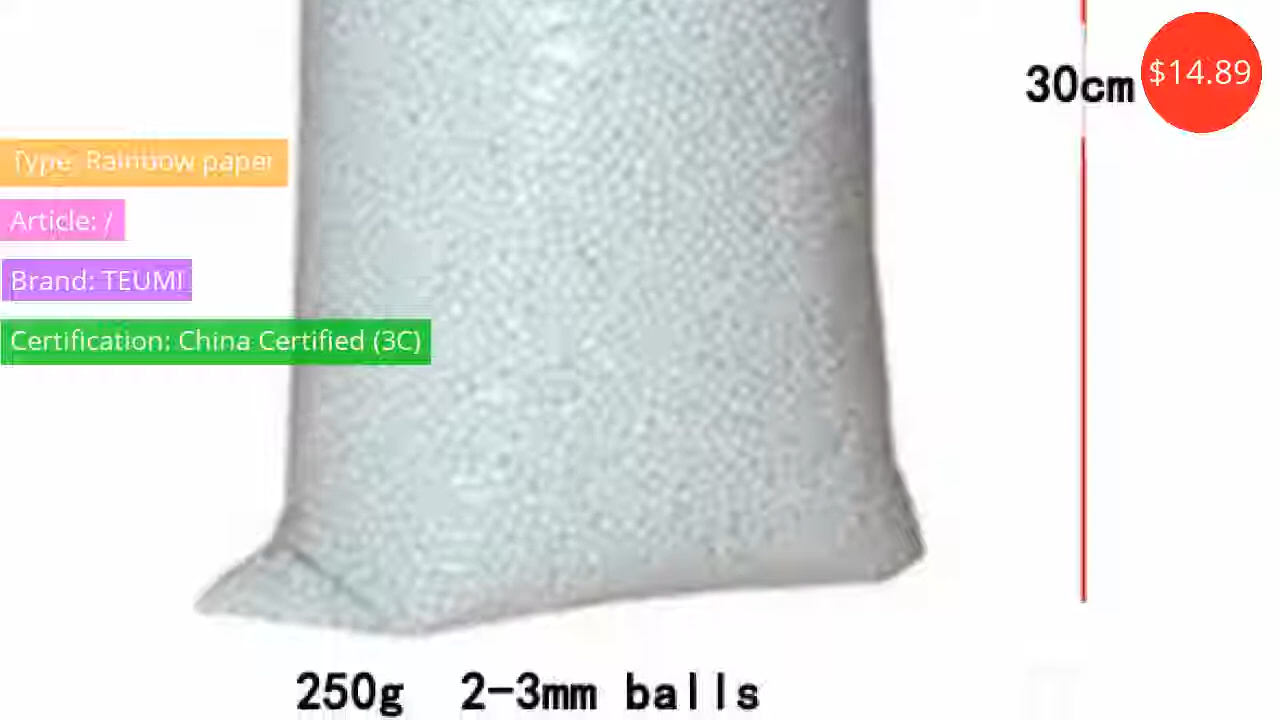 30cm
$14.89
Type: Rainbow paper
Article: /
Brand: TEUMI
Certification: China Certified (3C)
250g 2-3mm balls